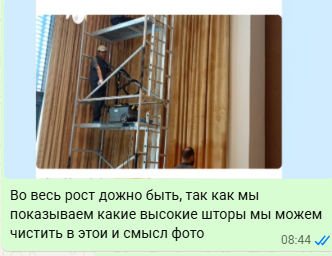 Во весь рост дожно быть, так как мы
показываем какие высокие шторы мы можем
чистить в этои и смысл фото
08:44